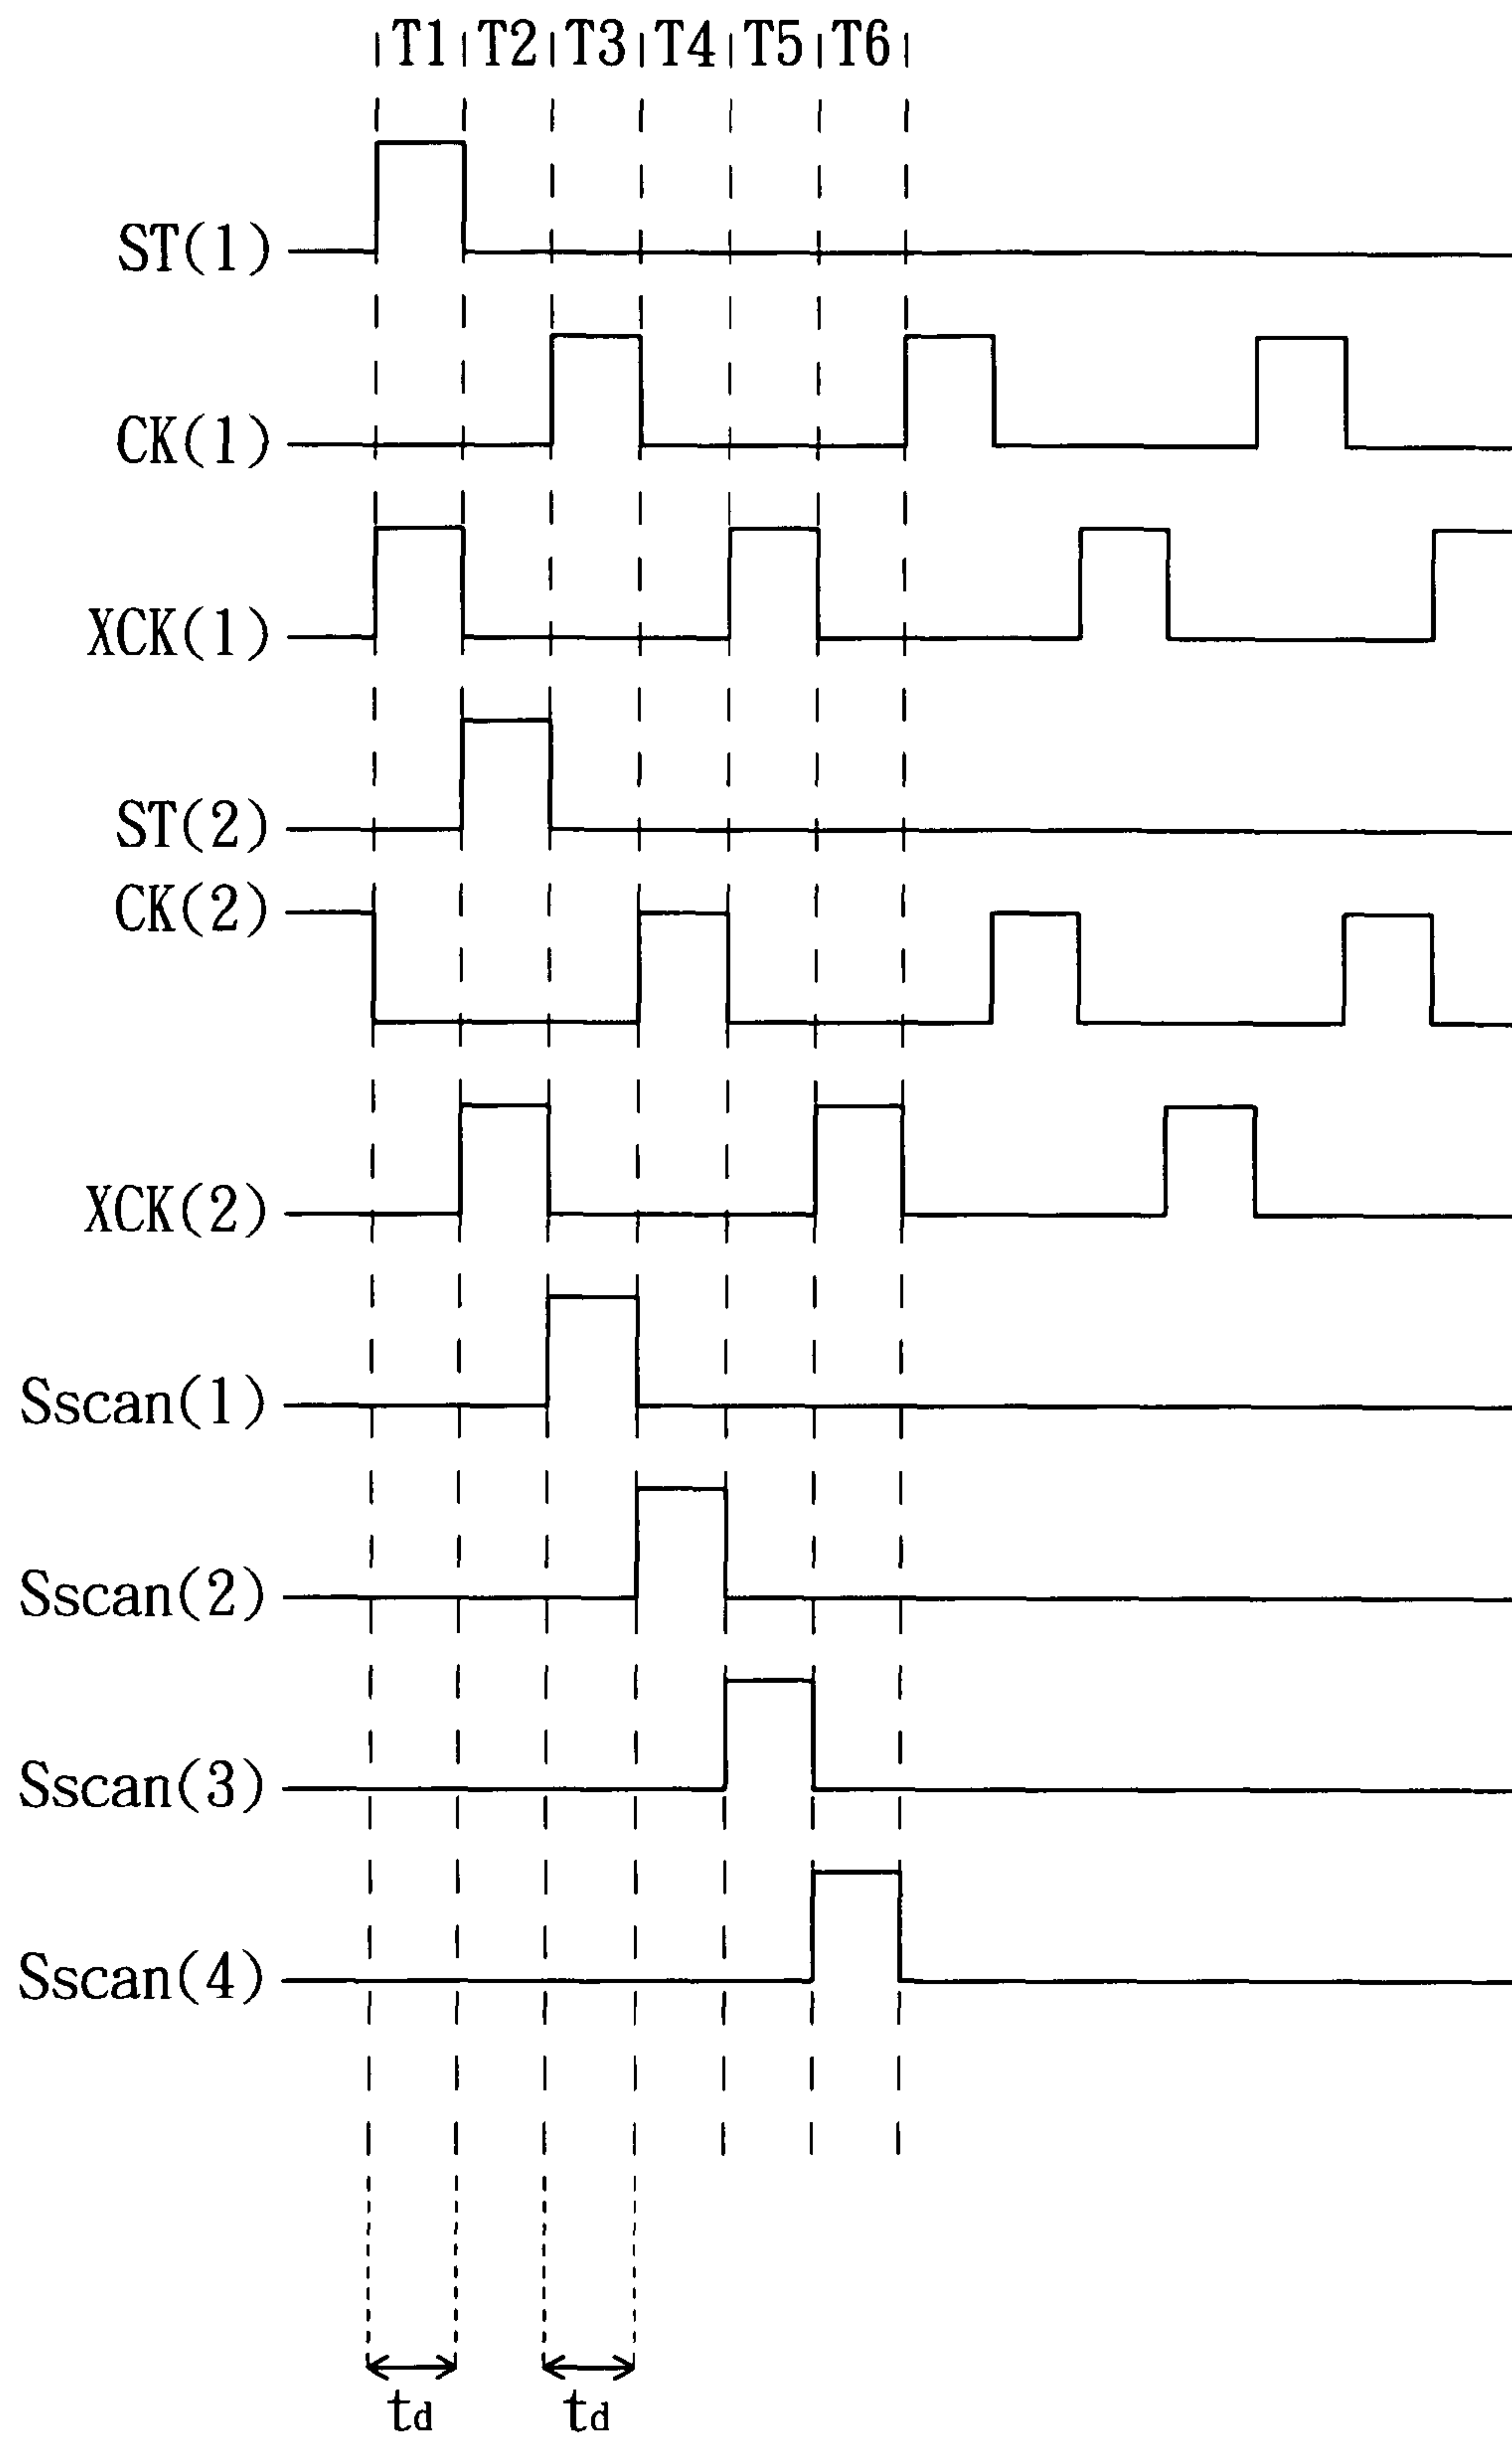 T1 T2 T3 T4 T5 T6
ST(1)
CK(1)
XCK(1)
ST(2)
CK(2)
XCK(2)
Sscan(1)
Sscan(2)
Sscan(3)
Sscan(4)
td td